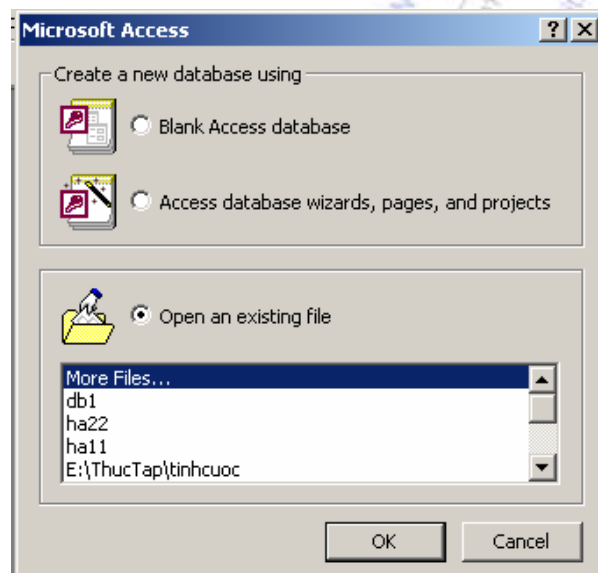 Microsoft Access
Create a new database using
Blank Access database
Access database wizards, pages, and projects
Open an existing file
More Files...
db1
ha22
ha11
E:\ThucTap\tinhcuoc
OK Cancel